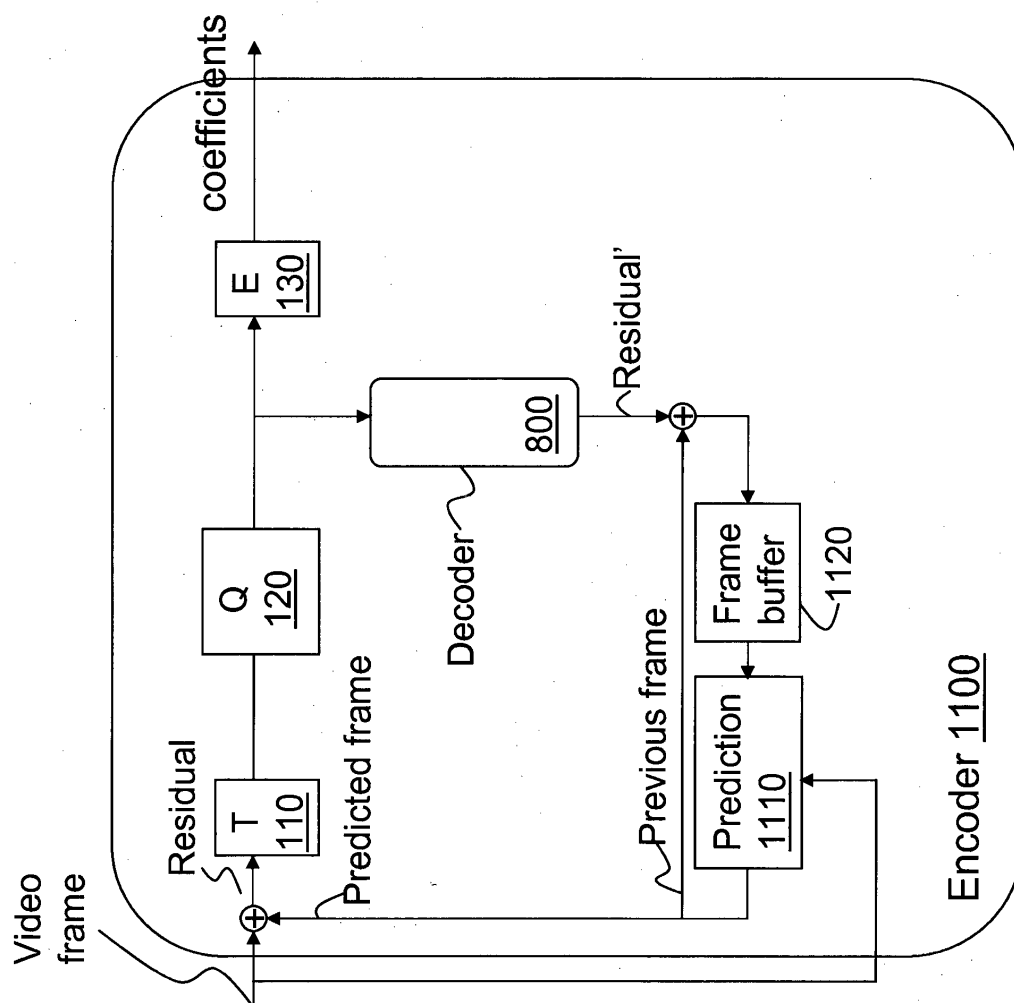 Video
frame
Residual
T
110
Q
120
E
130
coefficients
Predicted frame
Decoder
800
Residual'
Previous frame
Prediction
1110
Frame
buffer
1120
Encoder 1100